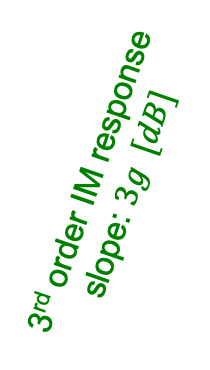 3rd order IM response
slope: 3g [dB]